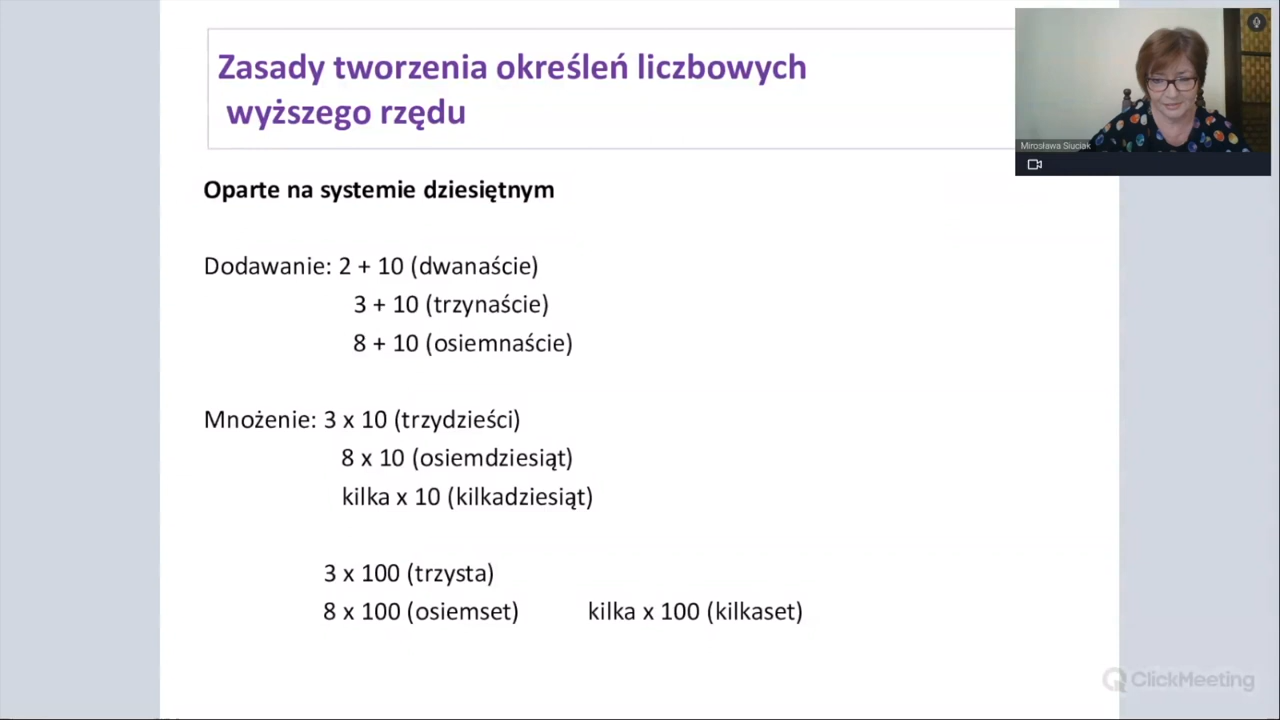 Zasady tworzenia określeń liczbowych
wyższego rzędu
Mirosława Siuciak
Oparte na systemie dziesiętnym
Dodawanie: 2 + 10 (dwanaście)
3 + 10 (trzynaście)
8 + 10 (osiemnaście)
Mnożenie: 3 x 10 (trzydzieści)
8 x 10 (osiemdziesiąt)
kilka x 10 (kilkadziesiąt)
3 x 100 (trzysta)
8 x 100 (osiemset) kilka x 100 (kilkaset)
ClickMeeting